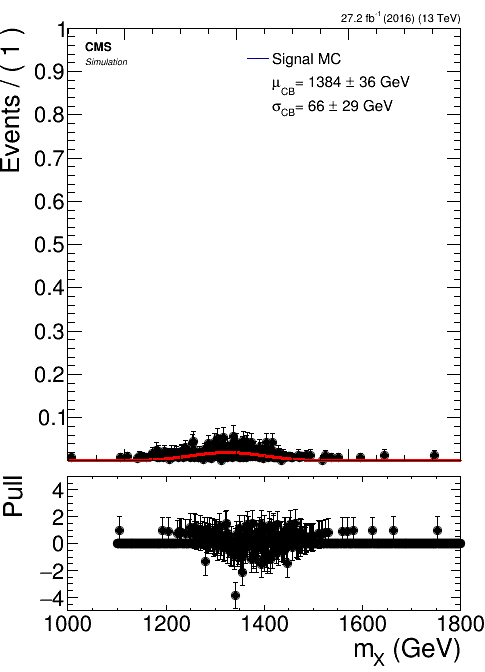 27.2 fb⁻¹ (2016) (13 TeV)
CMS
Simulation
Signal MC
μ_CB = 1384 ± 36 GeV
σ_CB = 66 ± 29 GeV
Events / ( 1 )
1
0.9
0.8
0.7
0.6
0.5
0.4
0.3
0.2
0.1
Pull
4
2
0
−2
−4
1000 1200 1400 1600 1800
m_X (GeV)